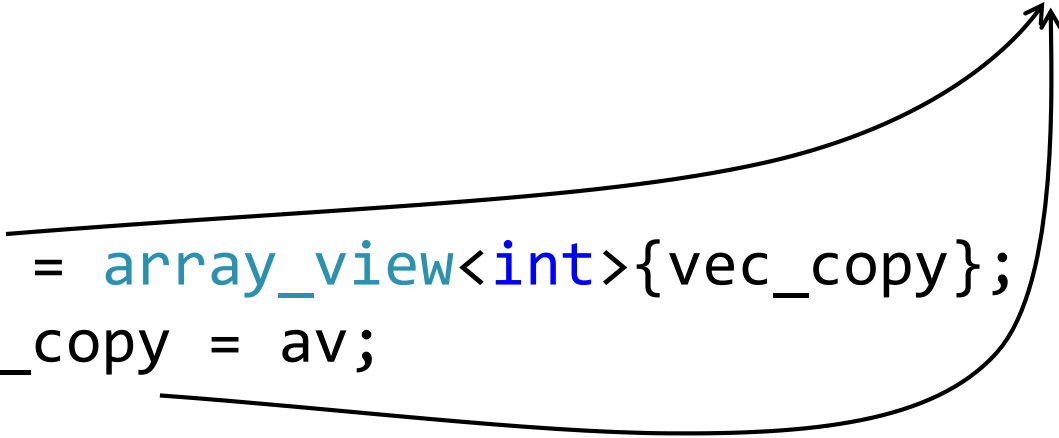 = array_view<int>{vec_copy};
_copy = av;